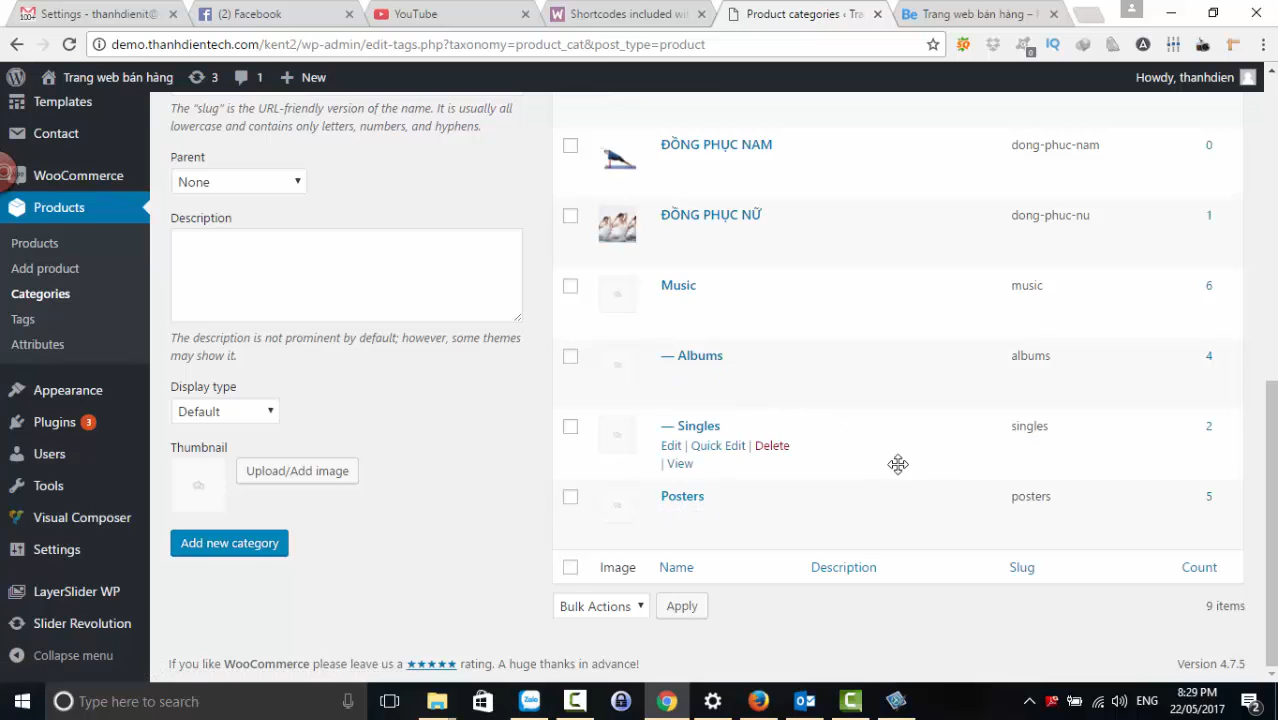 Settings - thanhdienit@
(2) Facebook
YouTube
Shortcodes included wit
Product categories ‹ Tra
Trang web bán hàng –
demo.thanhdientech.com/kent2/wp-admin/edit-tags.php?taxonomy=product_cat&post_type=product
Trang web bán hàng
3
1
New
Howdy, thanhdien
Templates
Contact
WooCommerce
Products
Products
Add product
Categories
Tags
Attributes
Appearance
Plugins 3
Users
Tools
Visual Composer
Settings
LayerSlider WP
Slider Revolution
Collapse menu
The “slug” is the URL-friendly version of the name. It is usually all
lowercase and contains only letters, numbers, and hyphens.
Parent
None
Description
The description is not prominent by default; however, some themes
may show it.
Display type
Default
Thumbnail
Upload/Add image
Add new category
ĐỒNG PHỤC NAM dong-phuc-nam 0
ĐỒNG PHỤC NỮ dong-phuc-nu 1
Music music 6
— Albums albums 4
— Singles singles 2
Edit | Quick Edit | Delete
| View
Posters posters 5
Image Name Description Slug Count
Bulk Actions Apply 9 items
If you like WooCommerce please leave us a ★★★★★ rating. A huge thanks in advance! Version 4.7.5
Type here to search
Zalo
ENG
8:29 PM
22/05/2017
2